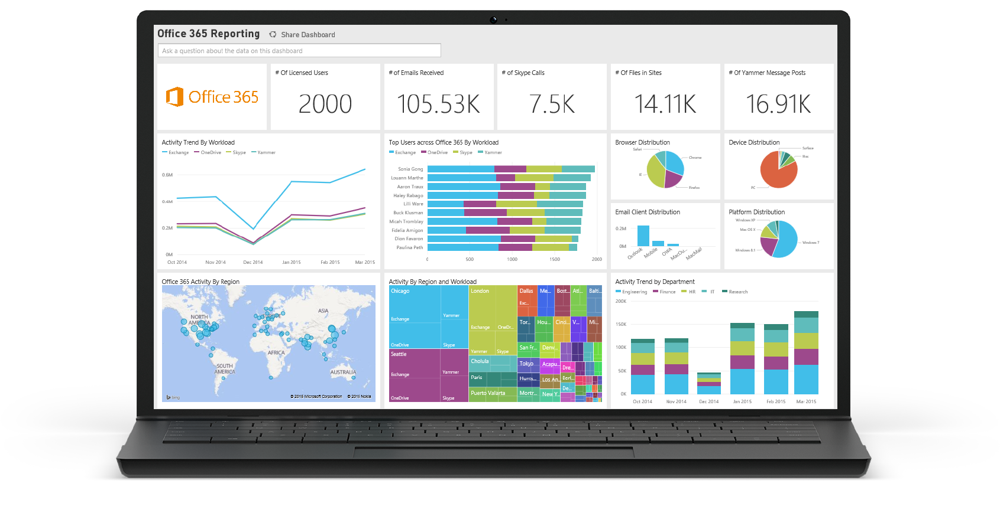 Office 365 Reporting
Share Dashboard
Ask a question about the data on this dashboard
Office 365
# Of Licensed Users
2000
# of Emails Received
105.53K
# of Skype Calls
7.5K
# Of Files in Sites
14.11K
# Of Yammer Message Posts
16.91K
Activity Trend By Workload
Exchange OneDrive Skype Yammer
0.6M
0.4M
0.2M
0M
Oct 2014 Nov 2014 Dec 2014 Jan 2015 Feb 2015 Mar 2015
Top Users across Office 365 By Workload
Exchange OneDrive Skype Yammer
Sonia Gong
Louann Marthe
Aaron Traux
Haley Rabago
Lilli Ware
Buck Klusman
Micah Tromblay
Fidelia Amigon
Dion Favaron
Paulina Peth
0 500 1000 1500 2000
Browser Distribution
Safari
Chrome
IE
Firefox
Device Distribution
Surface
Mac
PC
Email Client Distribution
0.2M
0M
Outlook Mobile OWA MacOu... MacMail
Platform Distribution
Windows XP
Mac OS X
Windows 7
Windows 8.1
Office 365 Activity By Region
NORTH
AMERICA
EUROPE
ASIA
AFRICA
SOUTH
AMERICA
AUSTRALIA
bing
© 2015 Microsoft Corporation © 2015 Nokia
Activity By Region and Workload
Chicago
Yammer
Exchange
OneDrive
Skype
Seattle
Yammer
Exchange
OneDrive
Skype
London
Exchange
OneDr...
Yammer
Skype
Cholula
Paris
Puerto Vallarta
Dallas
Exc...
Me...
Bost...
Atl...
Balti...
Tor...
Hou...
Cinci...
V...
Mi...
San Fr...
Denv...
Tokyo
Acapu...
Dre...
Hunts...
Los An...
Berl...
De...
Montr...
New Y...
Activity Trend by Department
Engineering Finance HR IT Research
200K
150K
100K
50K
0K
Oct 2014 Nov 2014 Dec 2014 Jan 2015 Feb 2015 Mar 2015